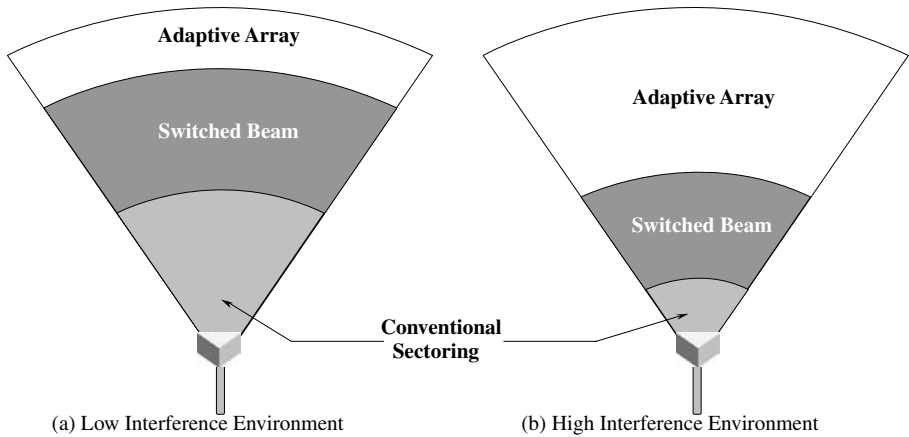 Adaptive Array
Switched Beam
Adaptive Array
Switched Beam
Conventional
Sectoring
(a) Low Interference Environment
(b) High Interference Environment